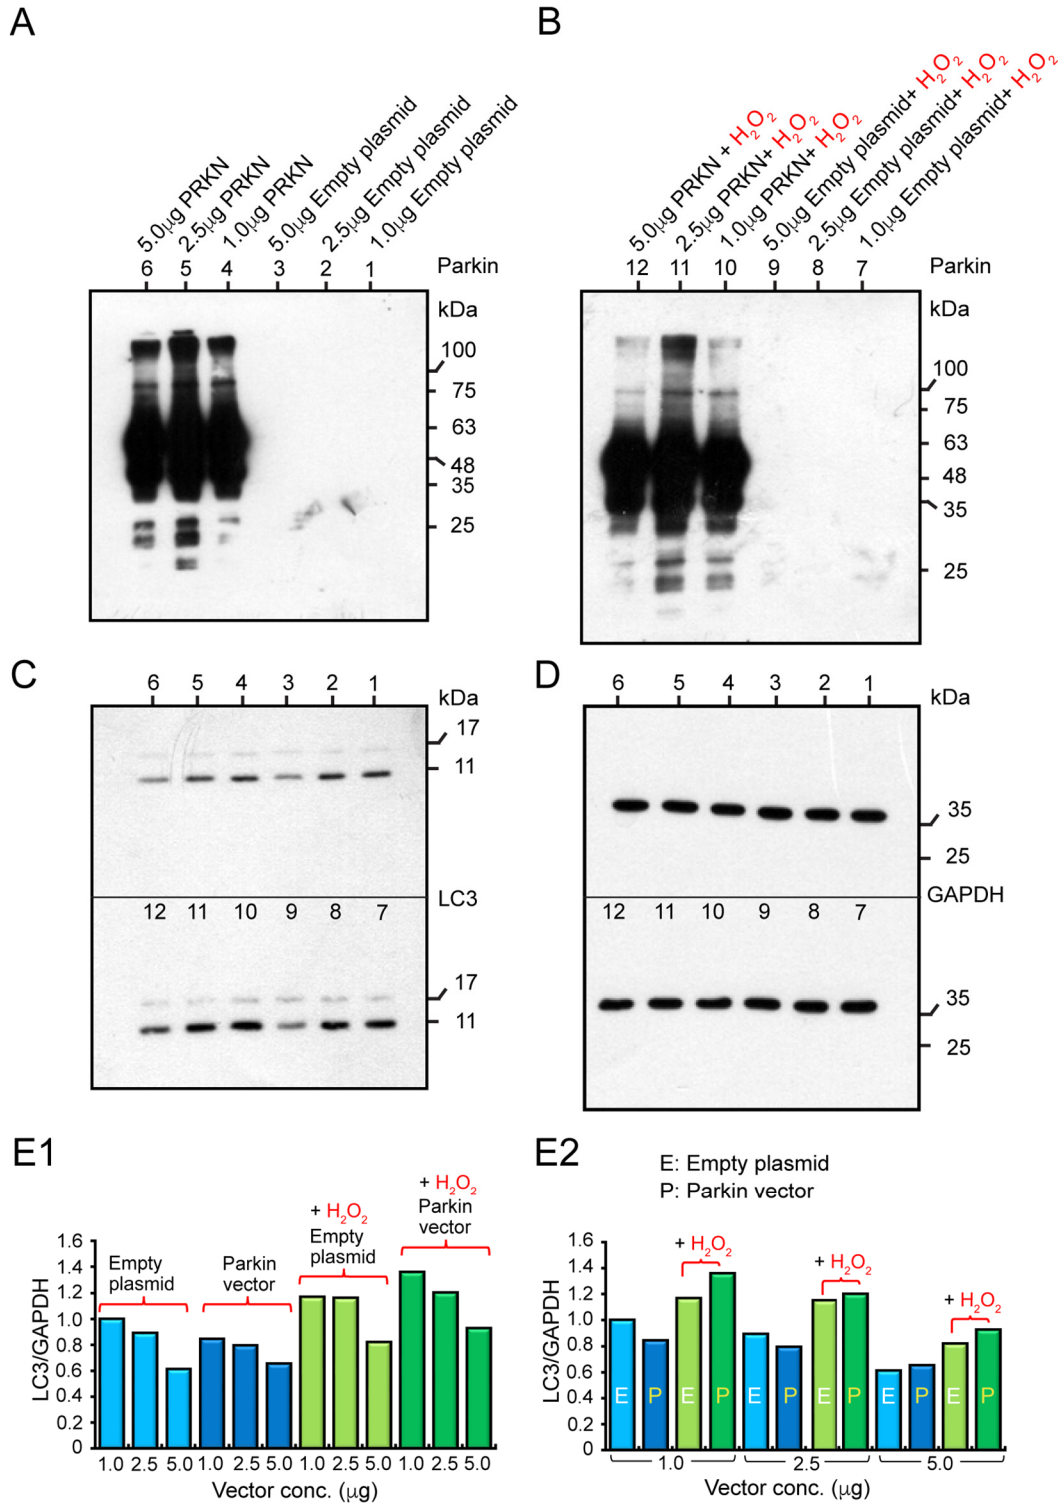 A
5.0µg PRKN
2.5µg PRKN
1.0µg PRKN
5.0µg Empty plasmid
2.5µg Empty plasmid
1.0µg Empty plasmid
6 5 4 3 2 1 Parkin
kDa
100
75
63
48
35
25
B
5.0µg PRKN + H₂O₂
2.5µg PRKN+ H₂O₂
1.0µg PRKN+ H₂O₂
5.0µg Empty plasmid+ H₂O₂
2.5µg Empty plasmid+ H₂O₂
1.0µg Empty plasmid+ H₂O₂
12 11 10 9 8 7 Parkin
kDa
100
75
63
48
35
25
C
6 5 4 3 2 1
kDa
17
11
LC3
12 11 10 9 8 7
17
11
D
6 5 4 3 2 1
kDa
35
25
GAPDH
12 11 10 9 8 7
35
25
E1
+ H₂O₂
Parkin
vector
+ H₂O₂
Empty
plasmid
Parkin
vector
Empty
plasmid
LC3/GAPDH
1.6
1.4
1.2
1.0
0.8
0.6
0.4
0.2
0
1.0 2.5 5.0 1.0 2.5 5.0 1.0 2.5 5.0 1.0 2.5 5.0
Vector conc. (µg)
E2
E: Empty plasmid
P: Parkin vector
+ H₂O₂
+ H₂O₂
+ H₂O₂
LC3/GAPDH
1.6
1.4
1.2
1.0
0.8
0.6
0.4
0.2
0
E P E P E P E P E P E P
1.0 2.5 5.0
Vector conc. (µg)